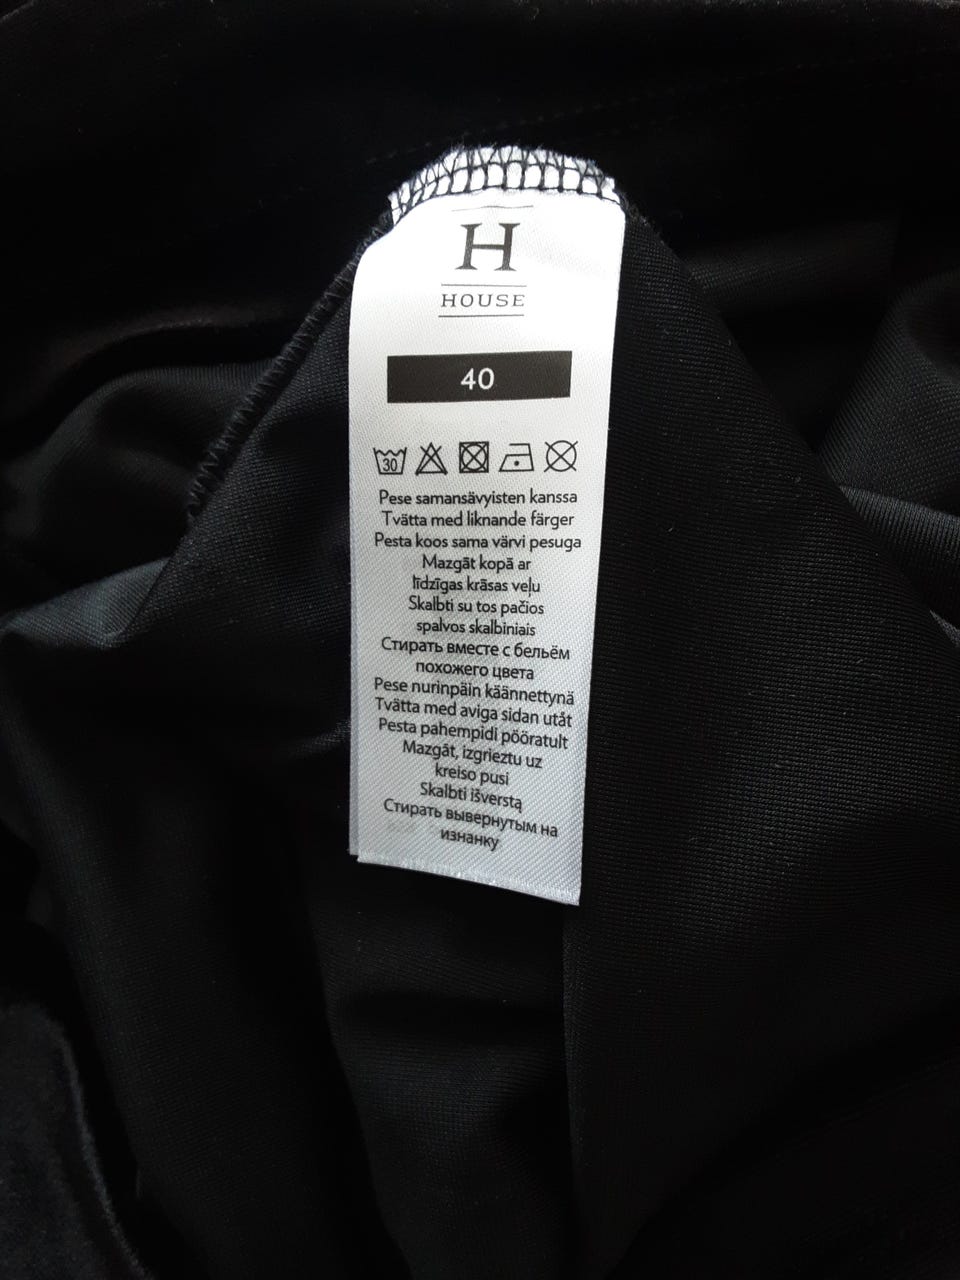 H
HOUSE
40
30
Pese samansävyisten kanssa
Tvätta med liknande färger
Pesta koos sama värvi pesuga
Mazgāt kopā ar
līdzīgas krāsas veļu
Skalbti su tos pačios
spalvos skalbiniais
Стирать вместе с бельём
похожего цвета
Pese nurinpäin käännettynä
Tvätta med aviga sidan utåt
Pesta pahempidi pööratult
Mazgāt, izgrieztu uz
kreiso pusi
Skalbti išverstą
Стирать вывернутым на
изнанку